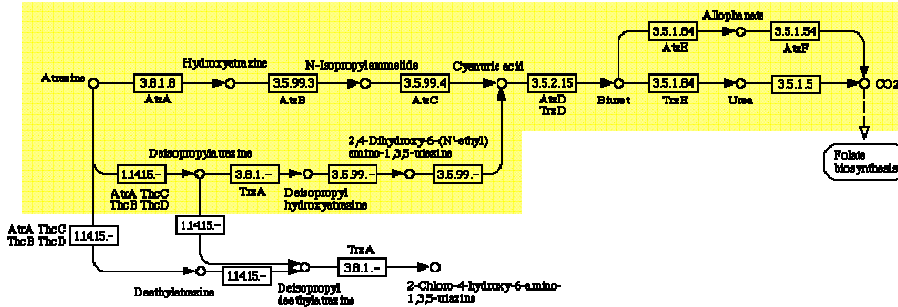 Allophanate
3.5.1.84
3.5.1.54
AtzE
AtzF
Hydroxyatrazine
N-Isopropylammelide
Cyanuric acid
Atrazine
3.8.1.8
3.5.99.3
3.5.99.4
3.5.2.15
3.5.1.84
3.5.1.5
CO2
AtzA
AtzB
AtzC
AtzD
TrzD
Biuret
TrzE
Urea
2,4-Dihydroxy-6-(N'-ethyl)
amino-1,3,5-triazine
Deisopropylatrazine
Folate
biosynthesis
1.14.15.-
3.8.1.-
3.5.99.-
3.5.99.-
AtrA ThcC
ThcB ThcD
TrzA
Deisopropyl
hydroxyatrazine
AtrA ThcC
ThcB ThcD
1.14.15.-
1.14.15.-
TrzA
1.14.15.-
3.8.1.-
Deethylatrazine
Deisopropyl
deethylatrazine
2-Chloro-4-hydroxy-6-amino-
1,3,5-triazine